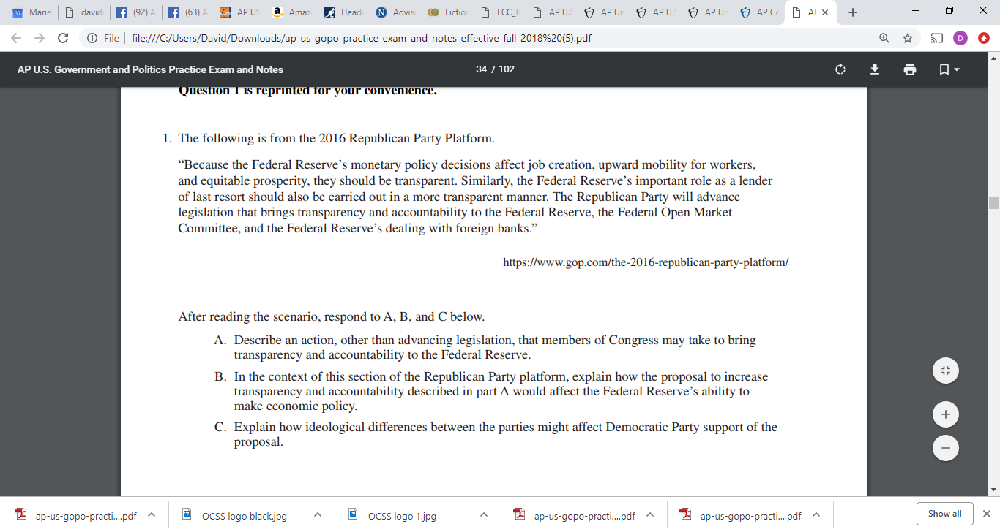 31 Marie david (92) A (63) A AP US Amaz Head Advis Fictio FCC_F AP U. AP Ur AP U. AP Ur AP Co
File file:///C:/Users/David/Downloads/ap-us-gopo-practice-exam-and-notes-effective-fall-2018%20(5).pdf D
AP U.S. Government and Politics Practice Exam and Notes 34 / 102
Question 1 is reprinted for your convenience.
1. The following is from the 2016 Republican Party Platform.
“Because the Federal Reserve’s monetary policy decisions affect job creation, upward mobility for workers,
and equitable prosperity, they should be transparent. Similarly, the Federal Reserve’s important role as a lender
of last resort should also be carried out in a more transparent manner. The Republican Party will advance
legislation that brings transparency and accountability to the Federal Reserve, the Federal Open Market
Committee, and the Federal Reserve’s dealing with foreign banks.”
https://www.gop.com/the-2016-republican-party-platform/
After reading the scenario, respond to A, B, and C below.
A. Describe an action, other than advancing legislation, that members of Congress may take to bring
transparency and accountability to the Federal Reserve.
B. In the context of this section of the Republican Party platform, explain how the proposal to increase
transparency and accountability described in part A would affect the Federal Reserve’s ability to
make economic policy.
C. Explain how ideological differences between the parties might affect Democratic Party support of the
proposal.
ap-us-gopo-practi....pdf OCSS logo black.jpg OCSS logo 1.jpg ap-us-gopo-practi....pdf ap-us-gopo-practi....pdf Show all